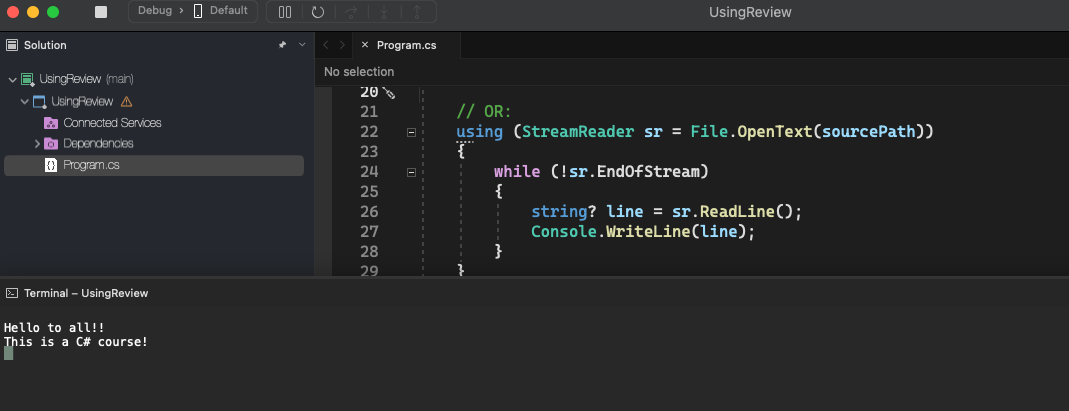 Debug > Default
UsingReview
Solution
Program.cs
No selection
UsingReview (main)
UsingReview
Connected Services
Dependencies
Program.cs
20
21 // OR:
22 using (StreamReader sr = File.OpenText(sourcePath))
23 {
24 while (!sr.EndOfStream)
25 {
26 string? line = sr.ReadLine();
27 Console.WriteLine(line);
28 }
29 }
Terminal – UsingReview
Hello to all!!
This is a C# course!